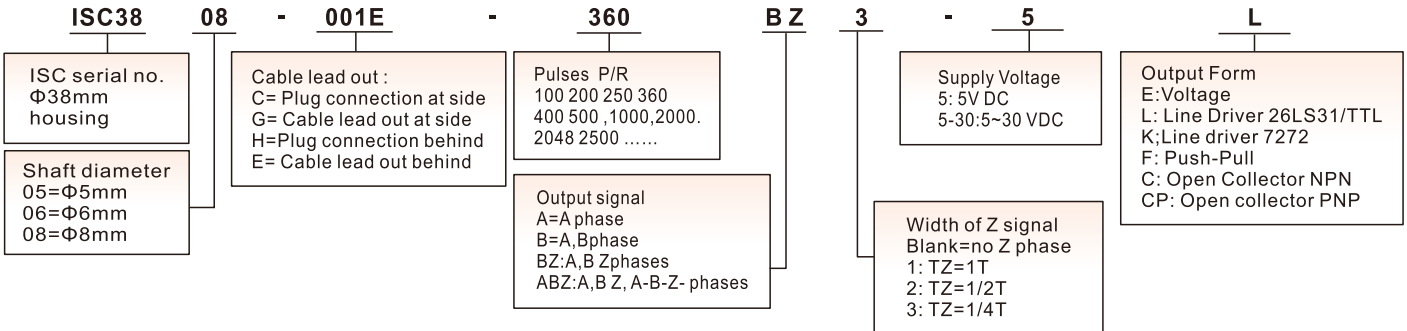 ISC38 08 - 001E - 360 BZ 3 - 5 L
ISC serial no.
Φ38mm
housing
Shaft diameter
05=Φ5mm
06=Φ6mm
08=Φ8mm
Cable lead out :
C= Plug connection at side
G= Cable lead out at side
H=Plug connection behind
E= Cable lead out behind
Pulses P/R
100 200 250 360
400 500 ,1000,2000.
2048 2500 ......
Output signal
A=A phase
B=A,Bphase
BZ:A,B Zphases
ABZ:A,B Z, A-B-Z- phases
Width of Z signal
Blank=no Z phase
1: TZ=1T
2: TZ=1/2T
3: TZ=1/4T
Supply Voltage
5: 5V DC
5-30:5~30 VDC
Output Form
E:Voltage
L: Line Driver 26LS31/TTL
K;Line driver 7272
F: Push-Pull
C: Open Collector NPN
CP: Open collector PNP